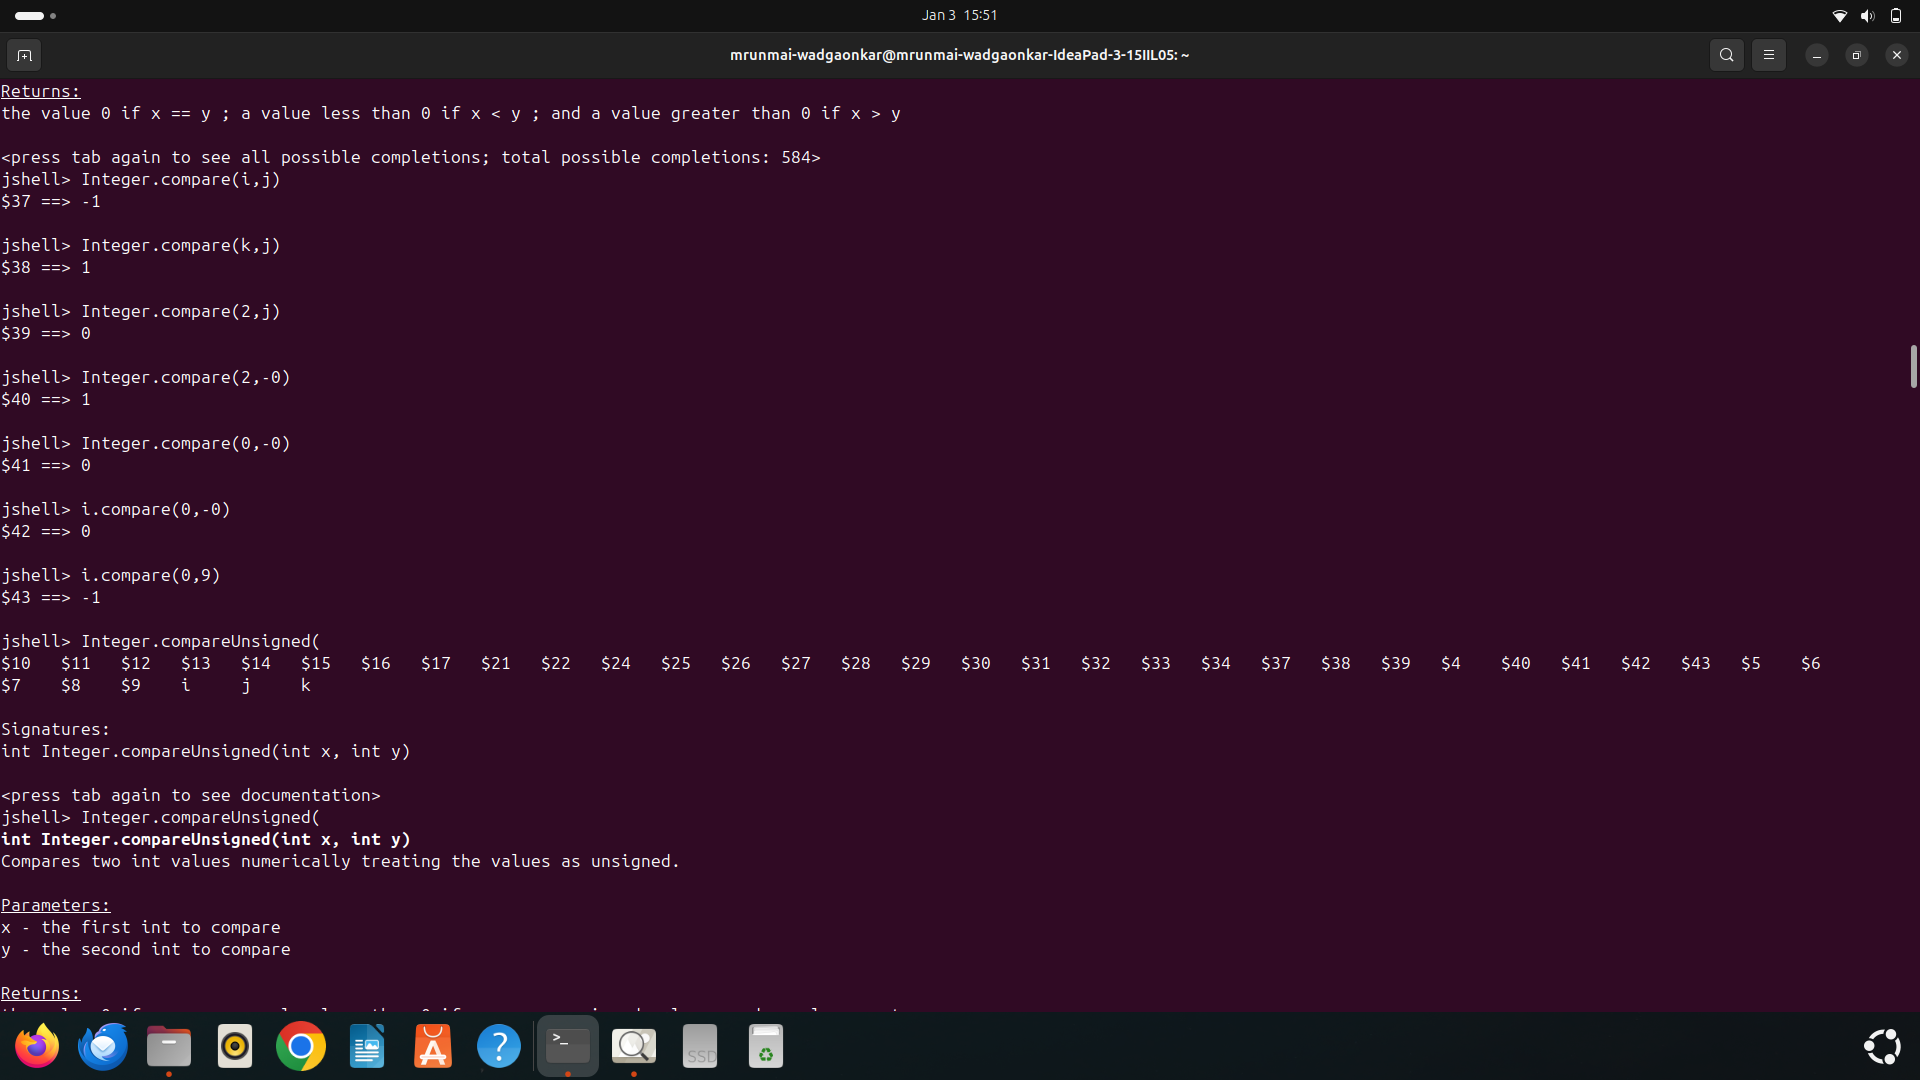 Jan 3 15:51
mrunmai-wadgaonkar@mrunmai-wadgaonkar-IdeaPad-3-15IIL05: ~
Returns:
the value 0 if x == y ; a value less than 0 if x < y ; and a value greater than 0 if x > y
<press tab again to see all possible completions; total possible completions: 584>
jshell> Integer.compare(i,j)
$37 ==> -1
jshell> Integer.compare(k,j)
$38 ==> 1
jshell> Integer.compare(2,j)
$39 ==> 0
jshell> Integer.compare(2,-0)
$40 ==> 1
jshell> Integer.compare(0,-0)
$41 ==> 0
jshell> i.compare(0,-0)
$42 ==> 0
jshell> i.compare(0,9)
$43 ==> -1
jshell> Integer.compareUnsigned(
$10 $11 $12 $13 $14 $15 $16 $17 $21 $22 $24 $25 $26 $27 $28 $29 $30 $31 $32 $33 $34 $37 $38 $39 $4 $40 $41 $42 $43 $5 $6
$7 $8 $9 i j k
Signatures:
int Integer.compareUnsigned(int x, int y)
<press tab again to see documentation>
jshell> Integer.compareUnsigned(
int Integer.compareUnsigned(int x, int y)
Compares two int values numerically treating the values as unsigned.
Parameters:
x - the first int to compare
y - the second int to compare
Returns:
SSD